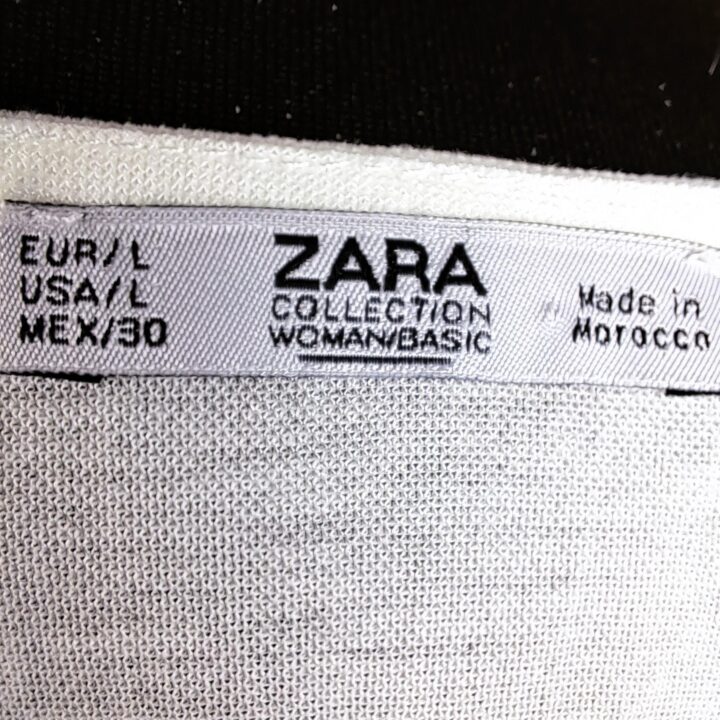 EUR/L
USA/L
MEX/30
ZARA
COLLECTION
WOMAN/BASIC
Made in
Morocco